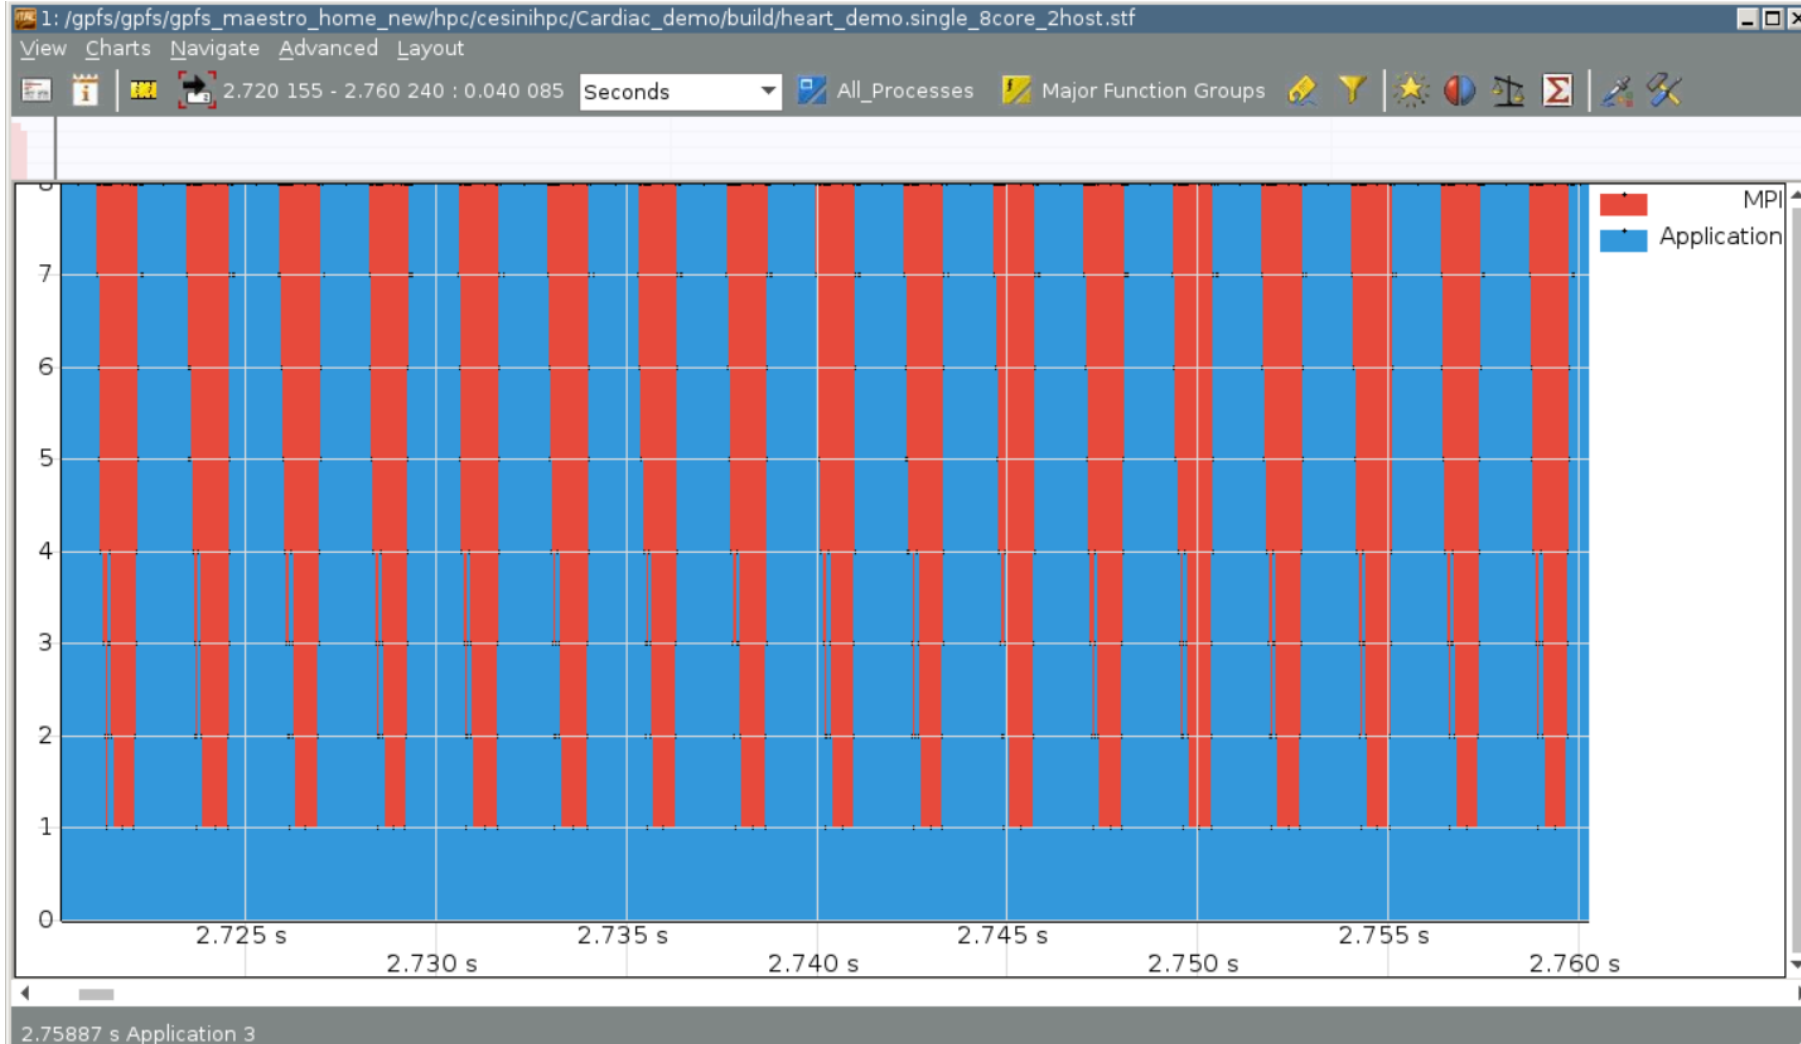 1: /gpfs/gpfs_maestro_home_new/hpc/cesinihpc/Cardiac_demo/build/heart_demo.single_8core_2host.stf
View Charts Navigate Advanced Layout
2.720 155 - 2.760 240 : 0.040 085 Seconds All_Processes Major Function Groups
MPI
Application
8
7
6
5
4
3
2
1
0
2.725 s 2.735 s 2.745 s 2.755 s
2.730 s 2.740 s 2.750 s 2.760 s
2.75887 s Application 3